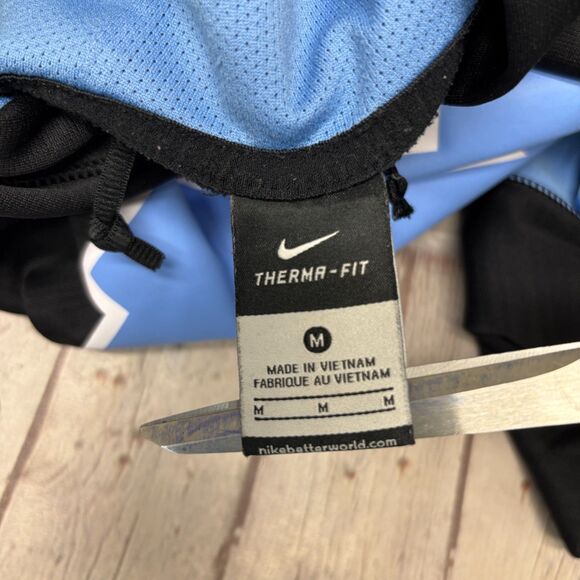 THERMA-FIT
M
MADE IN VIETNAM
FABRIQUE AU VIETNAM
M M M
nikebetterworld.com